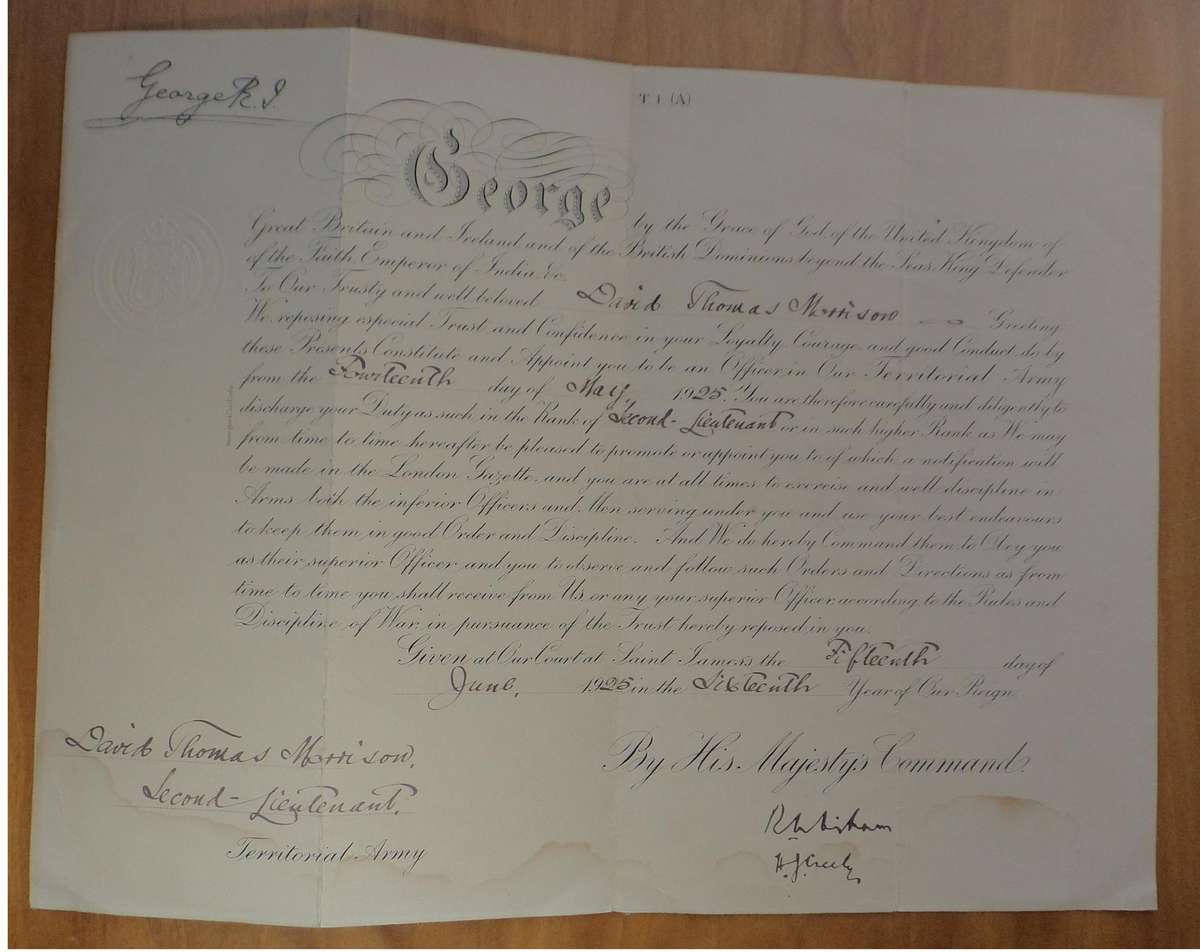 George R. I.
T 1 (A)
George
by the Grace of God of the United Kingdom of
Great Britain and Ireland and of the British Dominions beyond the Seas King Defender
of the Faith, Emperor of India &c.
To Our Trusty and well beloved David Thomas Morrison Greeting
We, reposing especial Trust and Confidence in your Loyalty, Courage and good Conduct, do by
these Presents Constitute and Appoint you to be an Officer in Our Territorial Army
from the Fourteenth day of May, 1925. You are therefore carefully and diligently to
discharge your Duty as such in the Rank of Second-Lieutenant or in such higher Rank as We may
from time to time hereafter be pleased to promote or appoint you to of which a notification will
be made in the London Gazette, and you are at all times to exercise and well discipline in
Arms both the inferior Officers and Men serving under you and use your best endeavours
to keep them in good Order and Discipline. And We do hereby Command them to Obey you
as their superior Officer and you to observe and follow such Orders and Directions as from
time to time you shall receive from Us or any your superior Officer, according to the Rules and
Discipline of War, in pursuance of the Trust hereby reposed in you.
Given at Our Court at Saint James's the Fifteenth day of
June, 1925 in the Sixteenth Year of Our Reign
By His Majesty's Command.
David Thomas Morrison,
Second-Lieutenant,
Territorial Army
H. J. Creedy